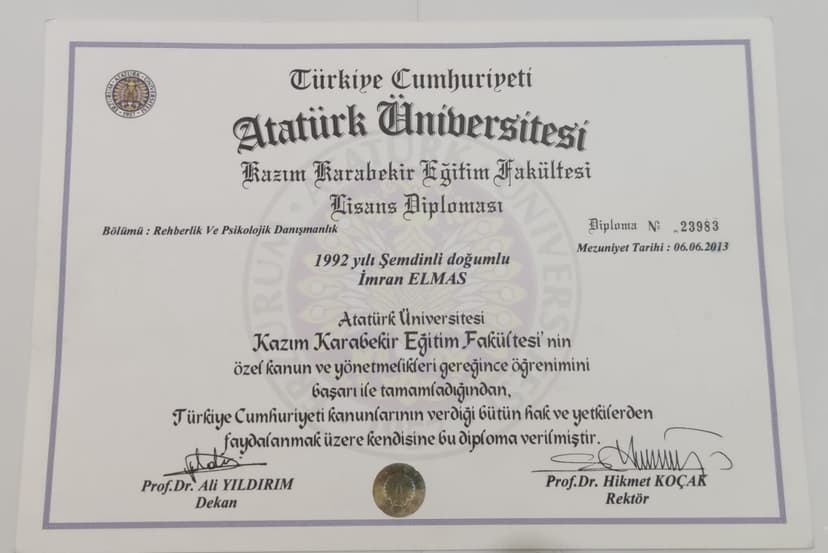 Türkiye Cumhuriyeti
Atatürk Üniversitesi
Kazım Karabekir Eğitim Fakültesi
Lisans Diploması
Bölümü : Rehberlik Ve Psikolojik Danışmanlık
Diploma № 23983
Mezuniyet Tarihi : 06.06.2013
1992 yılı Şemdinli doğumlu
İmran ELMAS
Atatürk Üniversitesi
Kazım Karabekir Eğitim Fakültesi'nin
özel kanun ve yönetmelikleri gereğince öğrenimini
başarı ile tamamladığından,
Türkiye Cumhuriyeti kanunlarının verdiği bütün hak ve yetkilerden
faydalanmak üzere kendisine bu diploma verilmiştir.
Prof.Dr. Ali YILDIRIM
Dekan
Prof.Dr. Hikmet KOÇAK
Rektör